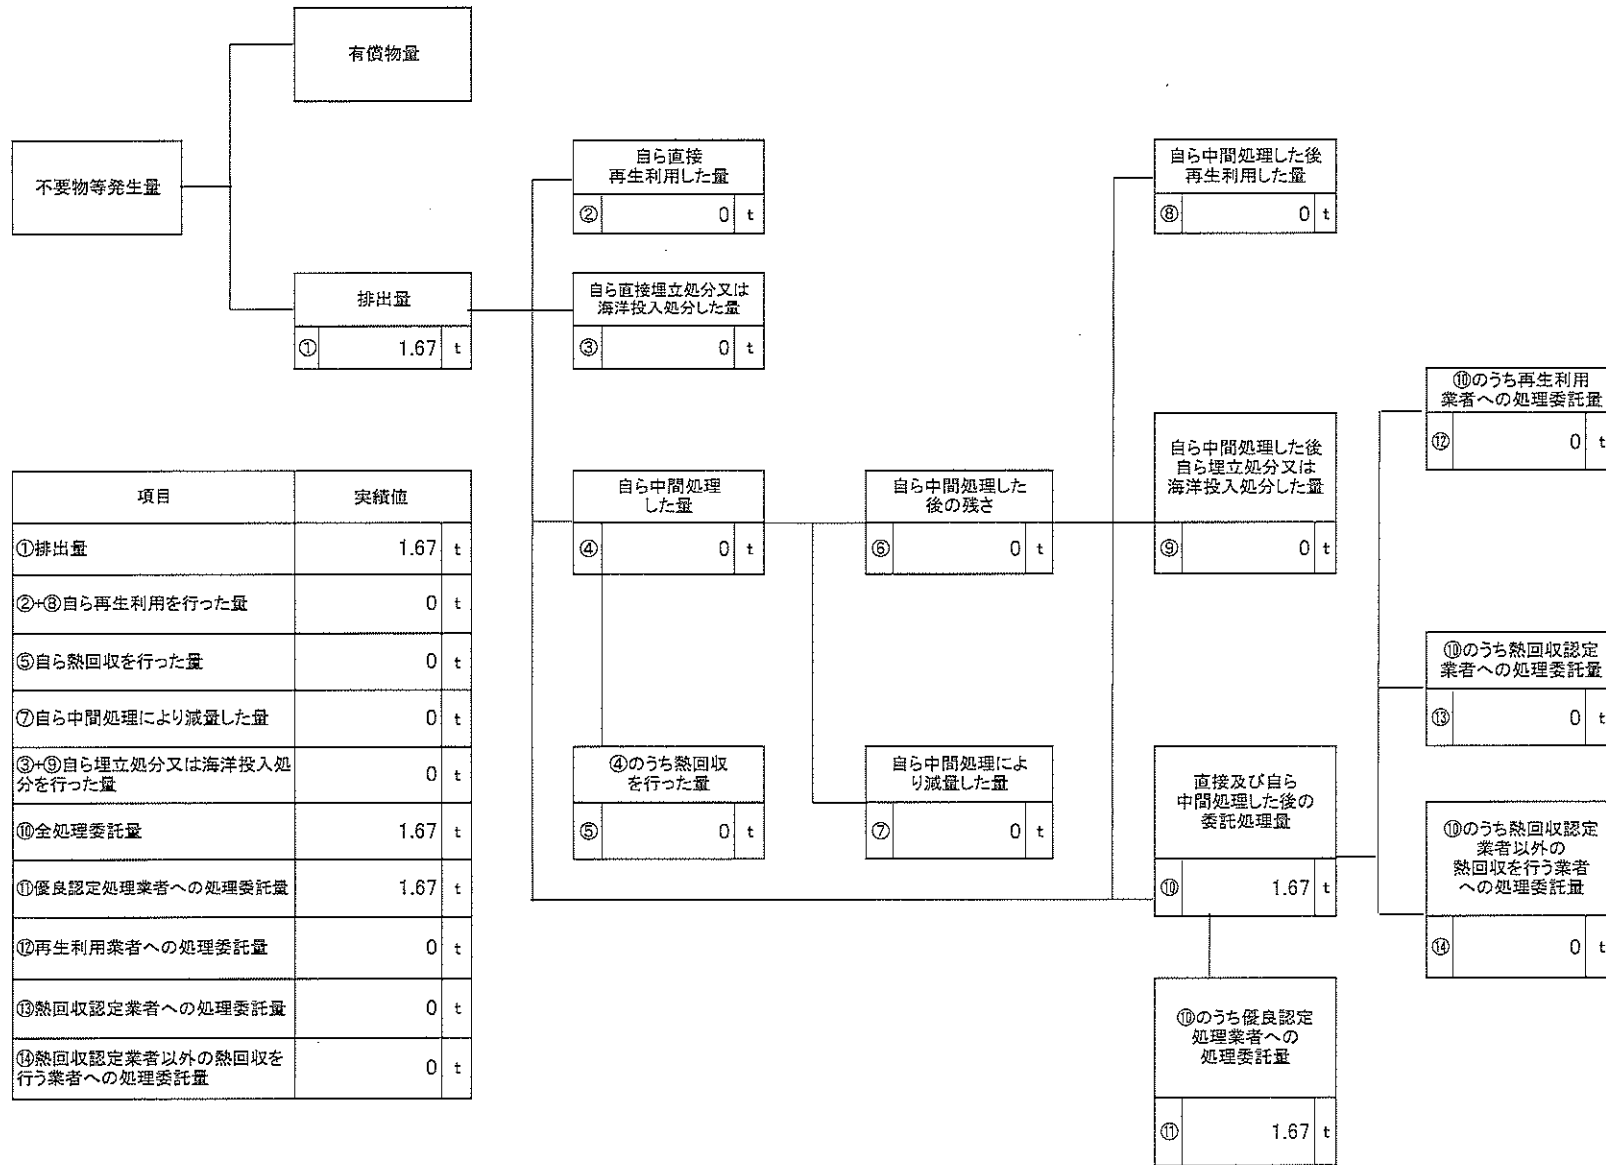 有償物量
不要物等発生量
排出量
① 1.67 t
自ら直接
再生利用した量
② 0 t
自ら直接埋立処分又は
海洋投入処分した量
③ 0 t
自ら中間処理
した量
④ 0 t
④のうち熱回収
を行った量
⑤ 0 t
自ら中間処理した
後の残さ
⑥ 0 t
自ら中間処理によ
り減量した量
⑦ 0 t
自ら中間処理した後
再生利用した量
⑧ 0 t
自ら中間処理した後
自ら埋立処分又は
海洋投入処分した量
⑨ 0 t
直接及び自ら
中間処理した後の
委託処理量
⑩ 1.67 t
⑩のうち優良認定
処理業者への
処理委託量
⑪ 1.67 t
⑩のうち再生利用
業者への処理委託量
⑫ 0 t
⑩のうち熱回収認定
業者への処理委託量
⑬ 0 t
⑩のうち熱回収認定
業者以外の
熱回収を行う業者
への処理委託量
⑭ 0 t
項目 実績値
①排出量 1.67 t
②+⑧自ら再生利用を行った量 0 t
⑤自ら熱回収を行った量 0 t
⑦自ら中間処理により減量した量 0 t
③+⑨自ら埋立処分又は海洋投入処
分を行った量 0 t
⑩全処理委託量 1.67 t
⑪優良認定処理業者への処理委託量 1.67 t
⑫再生利用業者への処理委託量 0 t
⑬熱回収認定業者への処理委託量 0 t
⑭熱回収認定業者以外の熱回収を
行う業者への処理委託量 0 t